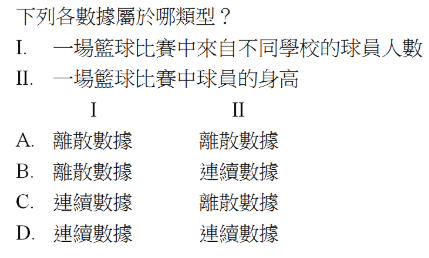 下列各數據屬於哪類型？
I. 一場籃球比賽中來自不同學校的球員人數
II. 一場籃球比賽中球員的身高
I II
A. 離散數據 離散數據
B. 離散數據 連續數據
C. 連續數據 離散數據
D. 連續數據 連續數據